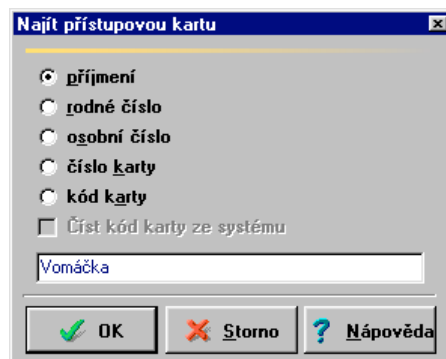 Najít přístupovou kartu
příjmení
rodné číslo
osobní číslo
číslo karty
kód karty
Číst kód karty ze systému
Vomáčka
OK Storno Nápověda